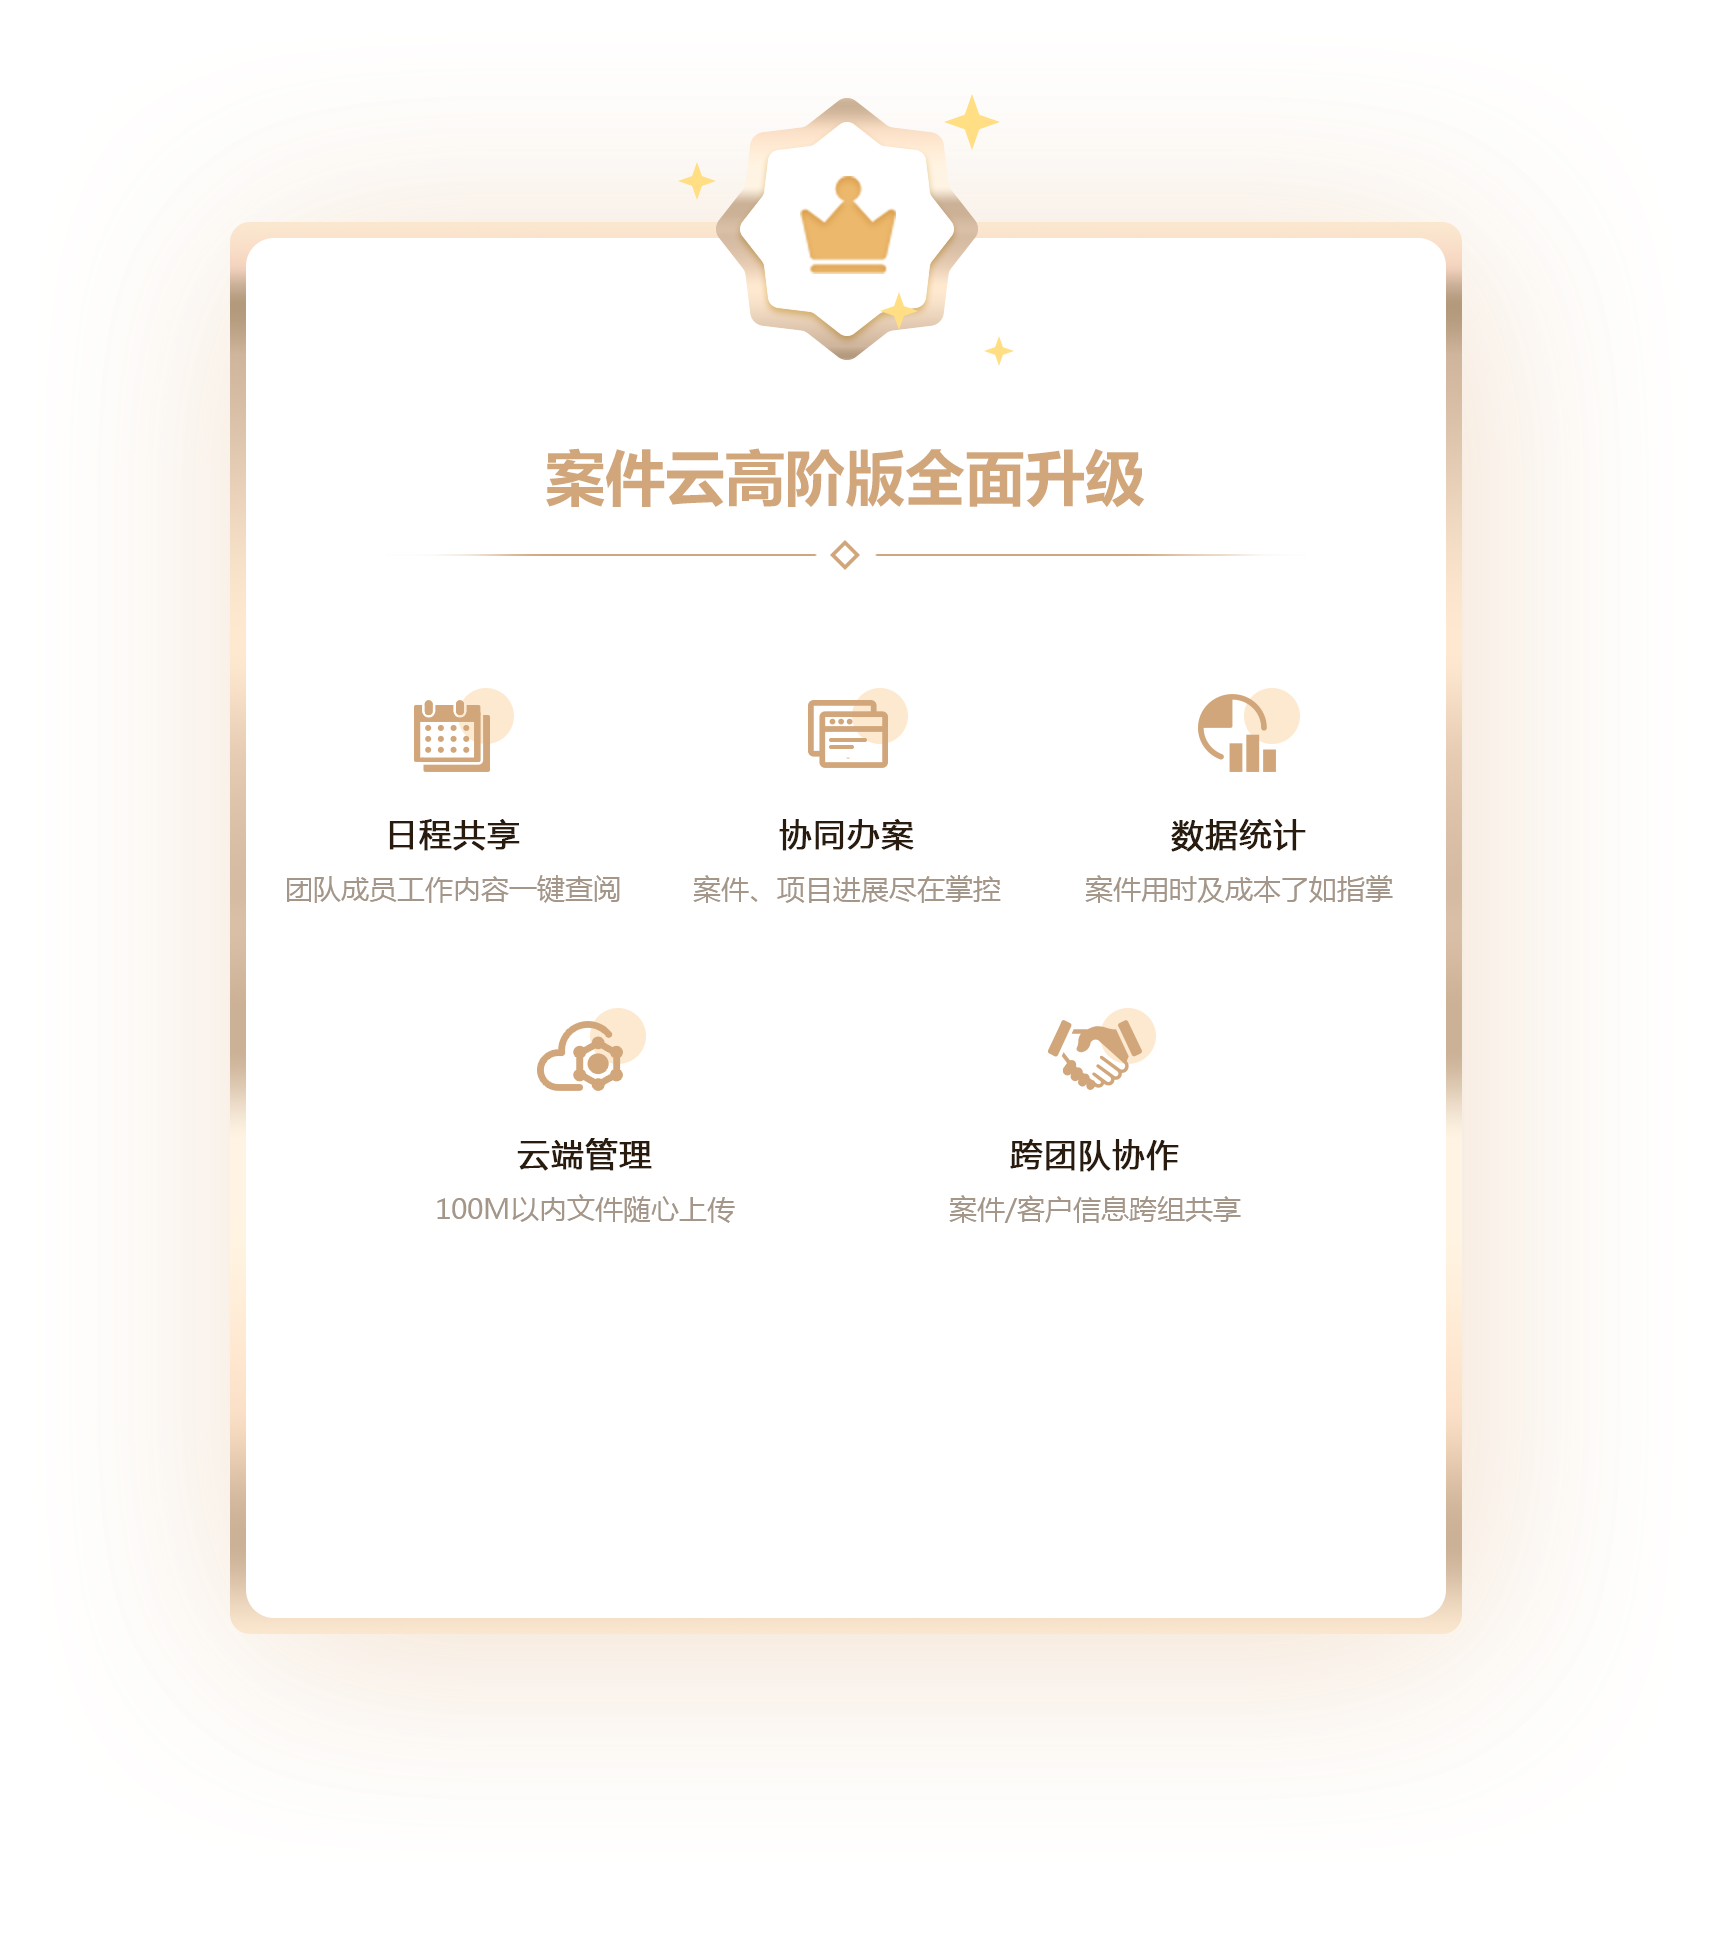 案件云高阶版全面升级
日程共享
团队成员工作内容一键查阅
协同办案
案件、项目进展尽在掌控
数据统计
案件用时及成本了如指掌
云端管理
100M以内文件随心上传
跨团队协作
案件/客户信息跨组共享